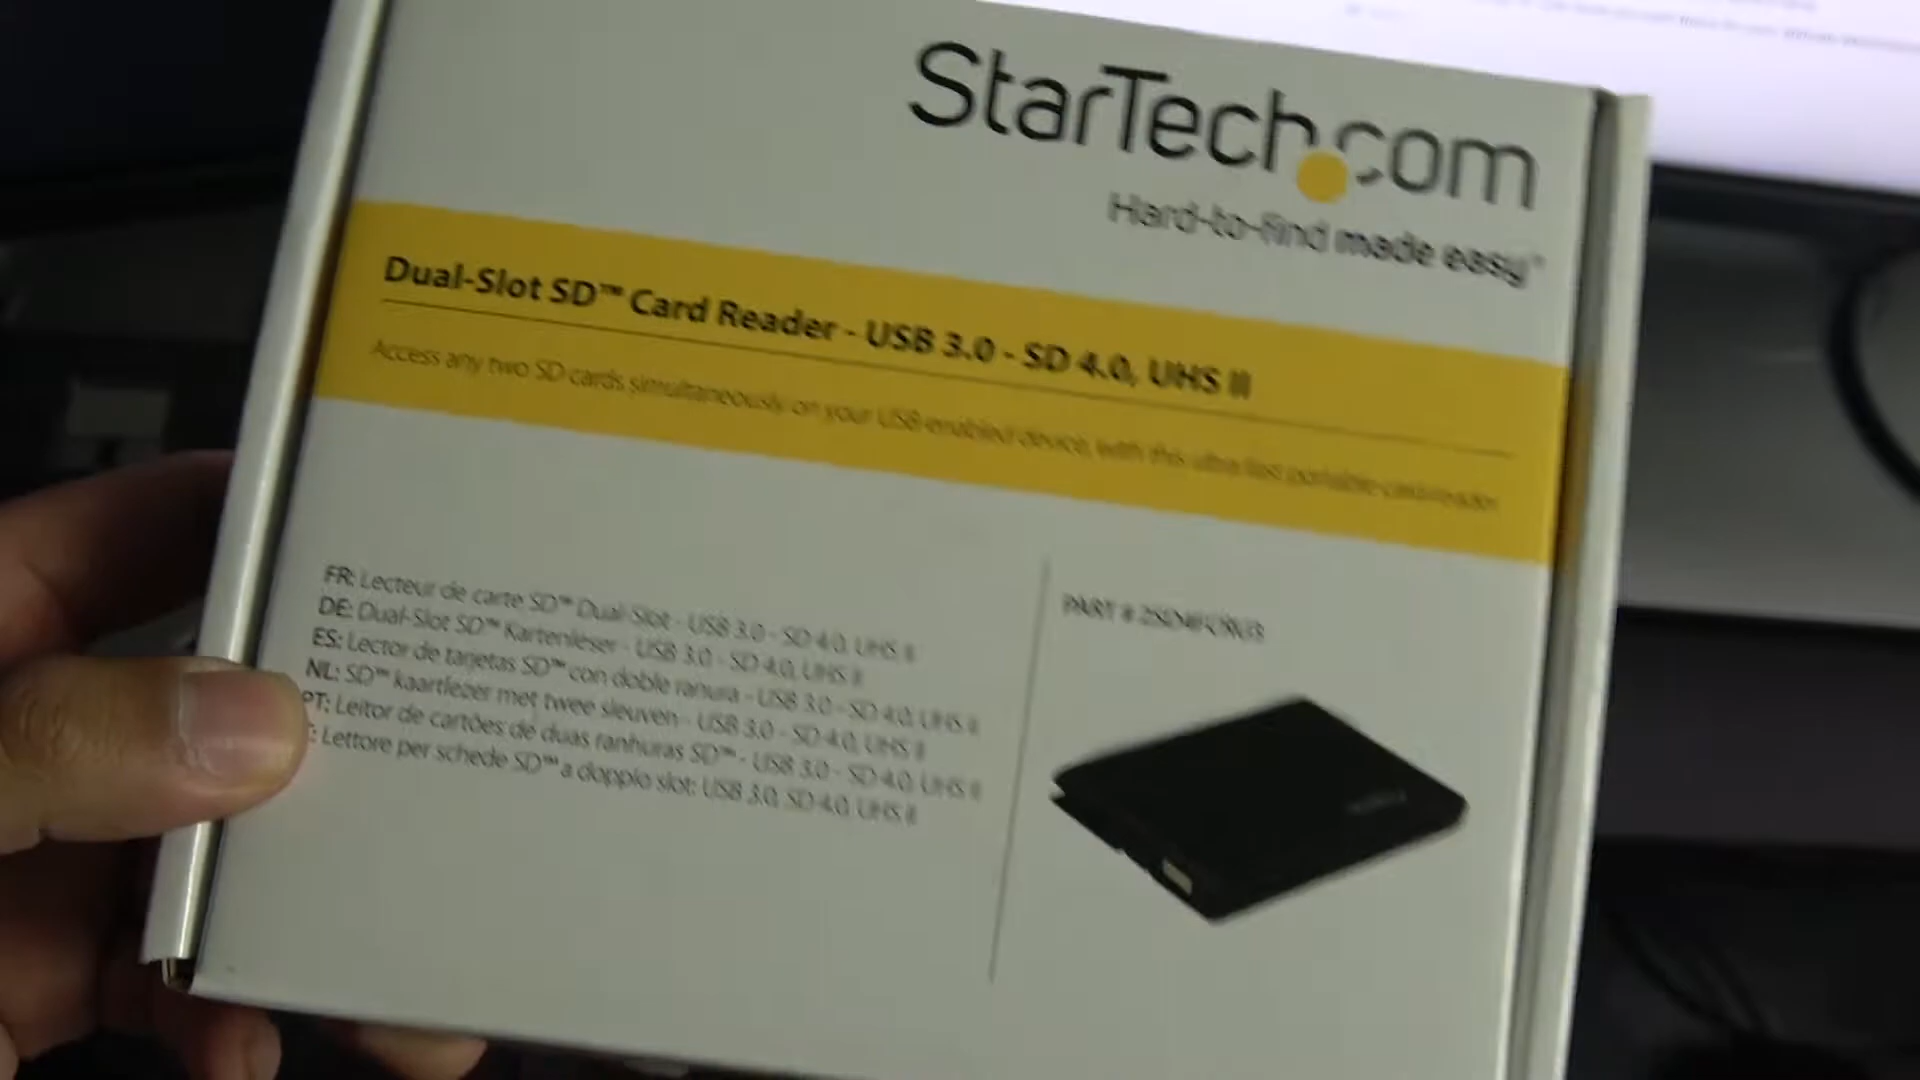 StarTech.com
Hard-to-find made easy
Dual-Slot SD™ Card Reader - USB 3.0 - SD 4.0, UHS II
Access any two SD cards simultaneously on your USB-enabled device, with this ultra fast portable card reader
FR: Lecteur de carte SD™ Dual-Slot - USB 3.0 - SD 4.0, UHS II
DE: Dual-Slot SD™ Kartenleser - USB 3.0 - SD 4.0, UHS II
ES: Lector de tarjetas SD™ con doble ranura - USB 3.0 - SD 4.0, UHS II
NL: SD™ kaartlezer met twee sleuven - USB 3.0 - SD 4.0, UHS II
PT: Leitor de cartões de duas ranhuras SD™ - USB 3.0 - SD 4.0, UHS II
Lettore per schede SD™ a doppio slot: USB 3.0, SD 4.0, UHS II
PART #